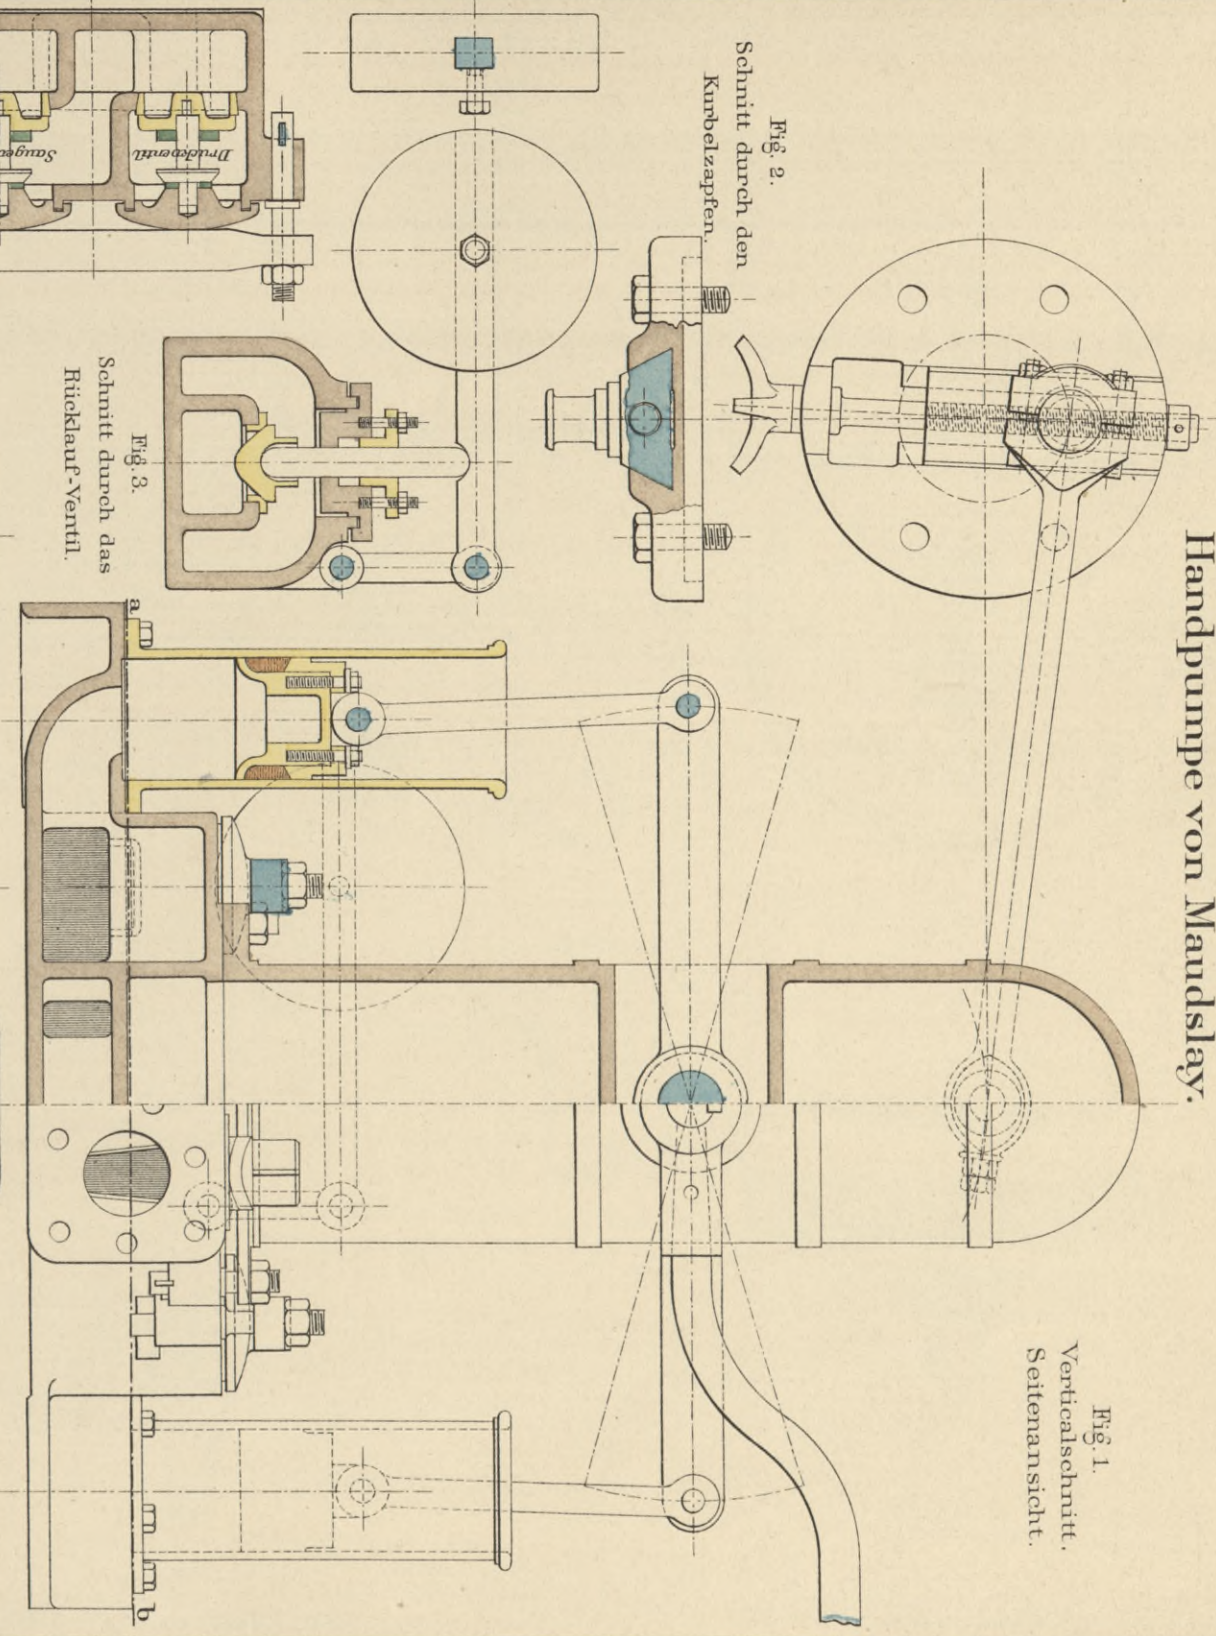 Handpumpe von Maudslay.
Fig. 1.
Verticalschnitt.
Seitenansicht.
Fig. 2.
Schnitt durch den
Kurbelzapfen.
Fig. 3.
Schnitt durch das
Rücklauf-Ventil.
Druckventil
a
b